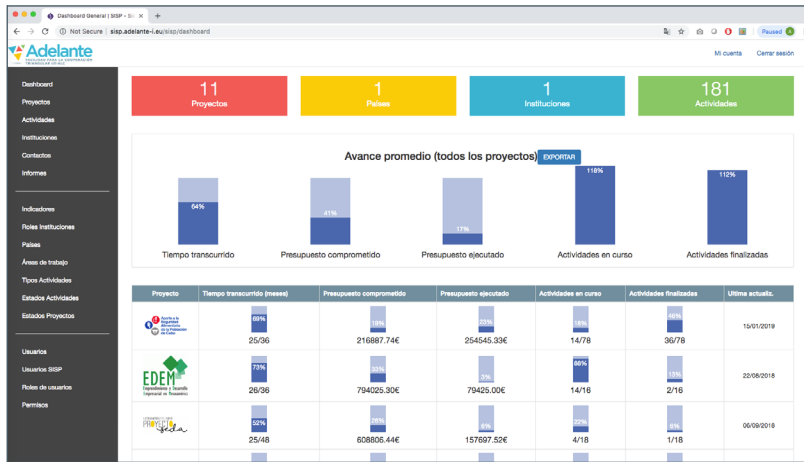 Dashboard General | SISP - Sis
Not Secure | sisp.adelante-i.eu/sisp/dashboard
Paused
Adelante
Mi cuenta
Cerrar sesión
Dashboard
Proyectos
Actividades
Instituciones
Contactos
Informes
Indicadores
Roles Instituciones
Países
Áreas de trabajo
Tipos Actividades
Estados Actividades
Estados Proyectos
Usuarios
Usuarios SISP
Roles de usuarios
Permisos
11
Proyectos
1
Países
1
Instituciones
181
Actividades
Avance promedio (todos los proyectos) EXPORTAR
64%
41%
17%
118%
112%
Tiempo transcurrido
Presupuesto comprometido
Presupuesto ejecutado
Actividades en curso
Actividades finalizadas
Proyecto
Tiempo transcurrido (meses)
Presupuesto comprometido
Presupuesto ejecutado
Actividades en curso
Actividades finalizadas
Ultima actualiz.
69%
25/36
216887.74€
254545.33€
18%
14/78
46%
36/78
15/01/2019
EDEM
73%
26/36
33%
794025.30€
3%
79425.00€
88%
14/16
13%
2/16
22/08/2018
PROYECTO
Seda
52%
25/48
608806.44€
6%
157697.52€
22%
4/18
6%
1/18
06/09/2018